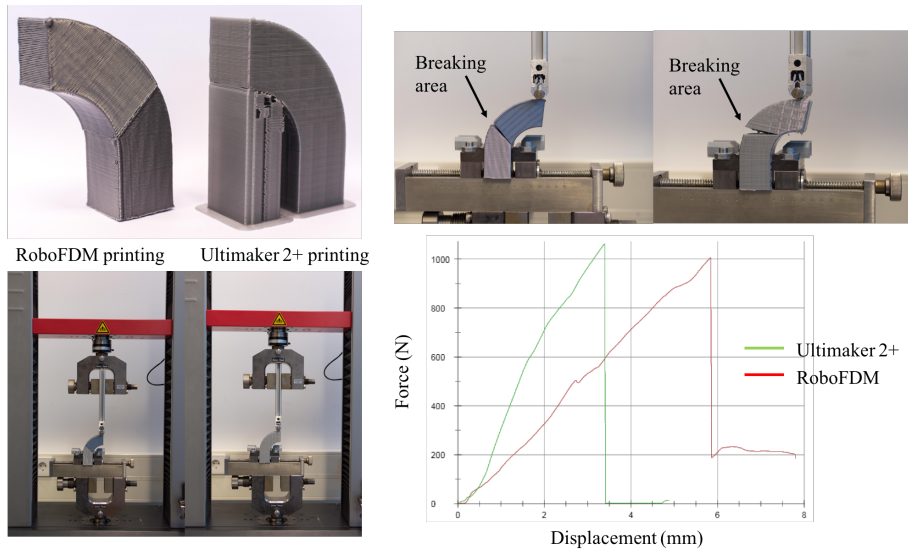 RoboFDM printing
Ultimaker 2+ printing
Breaking
area
Breaking
area
Force (N)
1000
800
600
400
200
0
0
2
4
6
8
Ultimaker 2+
RoboFDM
Displacement (mm)